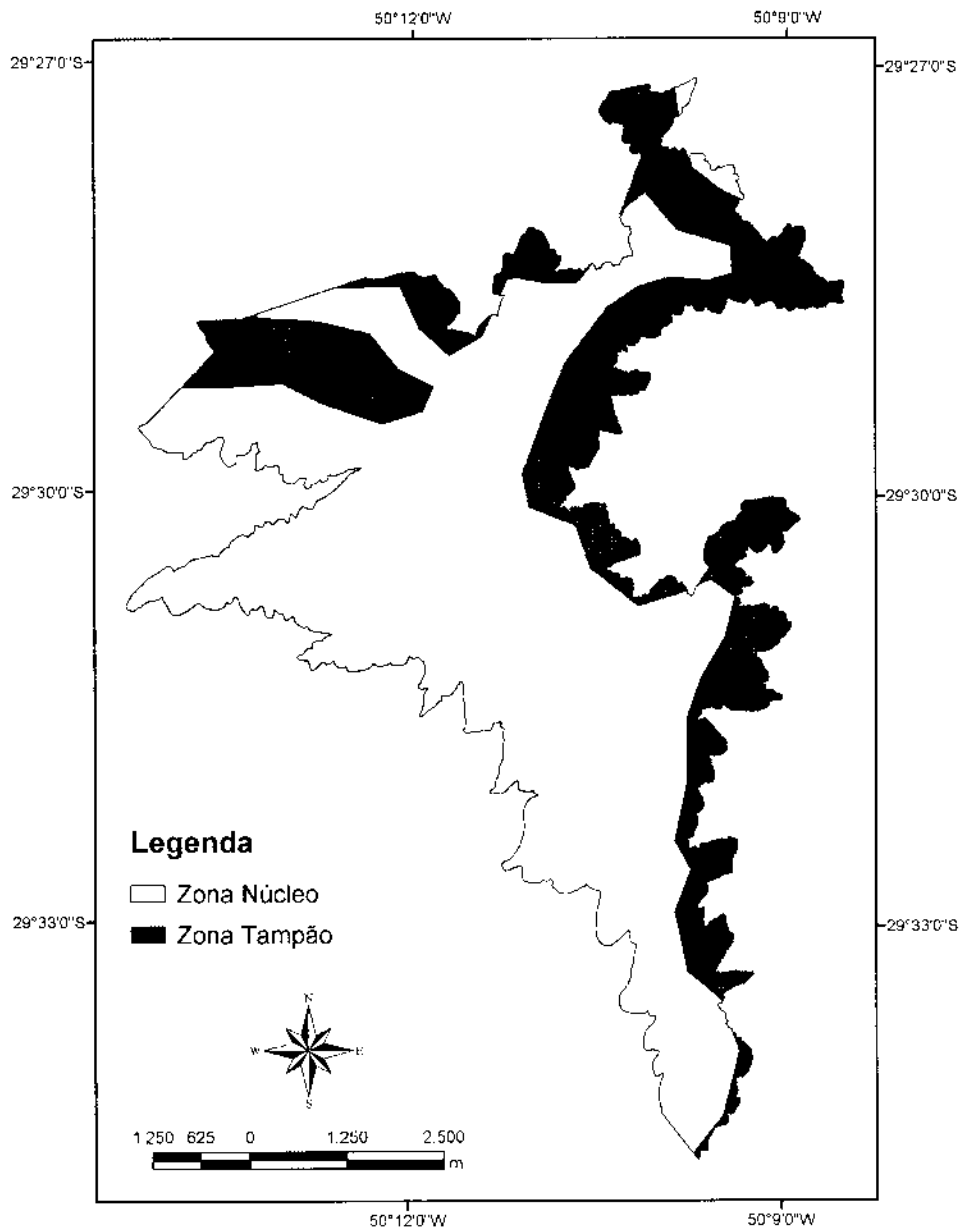 50°12'0"W 50°9'0"W
29°27'0"S 29°27'0"S
29°30'0"S 29°30'0"S
Legenda
Zona Núcleo
29°33'0"S 29°33'0"S
Zona Tampão
N
W E
S
1 250 625 0 1.250 2.500
m
50°12'0"W 50°9'0"W